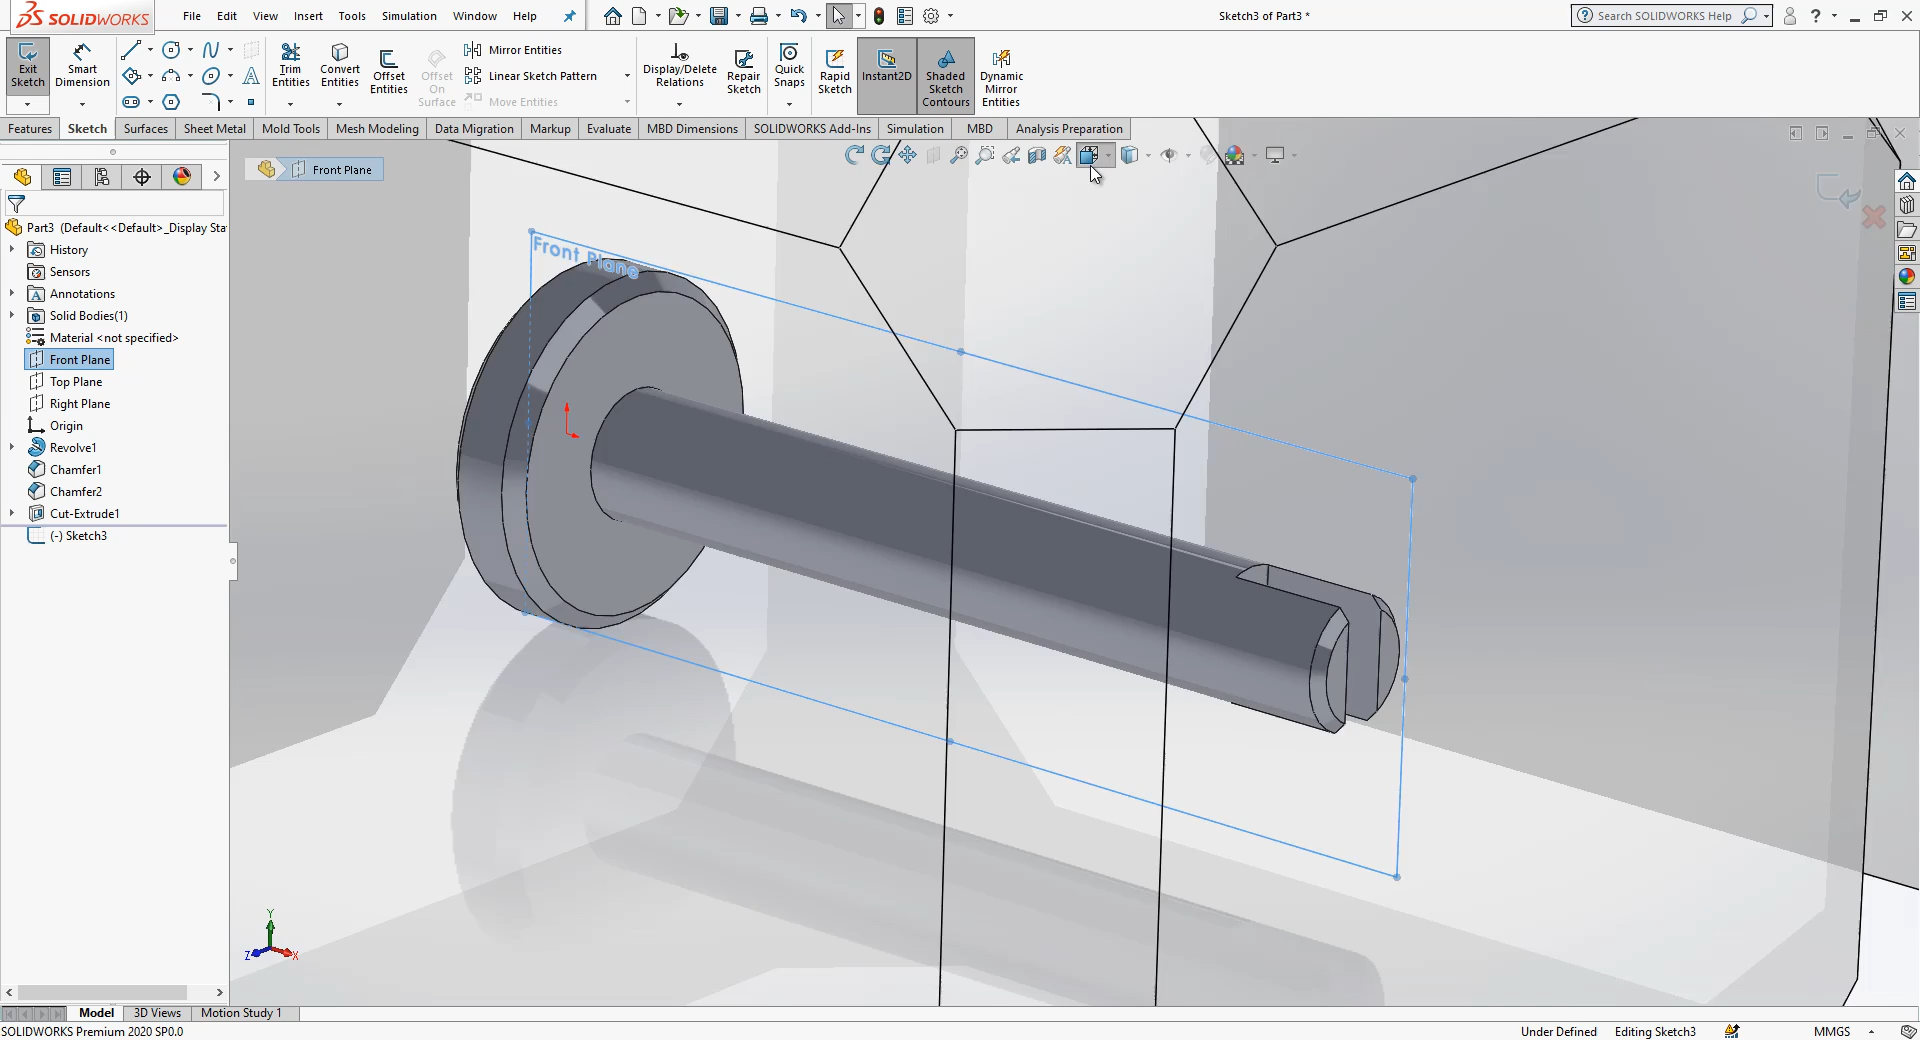 SOLIDWORKS
File Edit View Insert Tools Simulation Window Help
Sketch3 of Part3 *
Search SOLIDWORKS Help
Exit Sketch
Smart Dimension
Trim Entities
Convert Entities
Offset Entities
Offset On Surface
Mirror Entities
Linear Sketch Pattern
Move Entities
Display/Delete Relations
Repair Sketch
Quick Snaps
Rapid Sketch
Instant2D
Shaded Sketch Contours
Dynamic Mirror Entities
Features Sketch Surfaces Sheet Metal Mold Tools Mesh Modeling Data Migration Markup Evaluate MBD Dimensions SOLIDWORKS Add-Ins Simulation MBD Analysis Preparation
Front Plane
Part3 (Default<<Default>_Display Sta
History
Sensors
Annotations
Solid Bodies(1)
Material <not specified>
Front Plane
Top Plane
Right Plane
Origin
Revolve1
Chamfer1
Chamfer2
Cut-Extrude1
(-) Sketch3
Front Plane
Y
Z
X
Model 3D Views Motion Study 1
SOLIDWORKS Premium 2020 SP0.0
Under Defined Editing Sketch3 MMGS